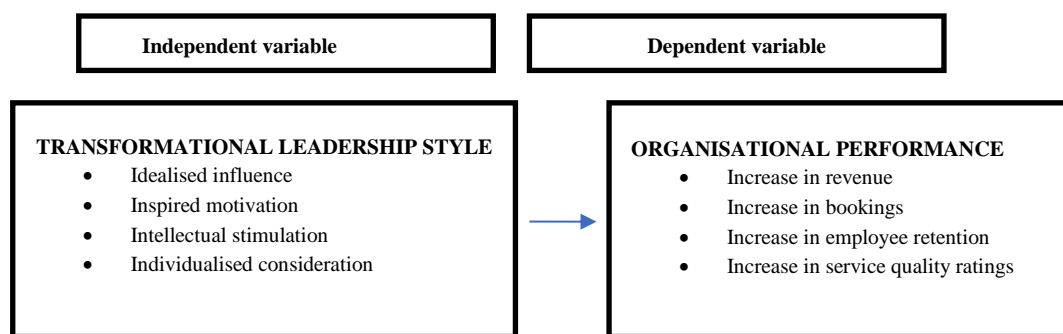 Independent variable
Dependent variable
TRANSFORMATIONAL LEADERSHIP STYLE
• Idealised influence
• Inspired motivation
• Intellectual stimulation
• Individualised consideration
ORGANISATIONAL PERFORMANCE
• Increase in revenue
• Increase in bookings
• Increase in employee retention
• Increase in service quality ratings